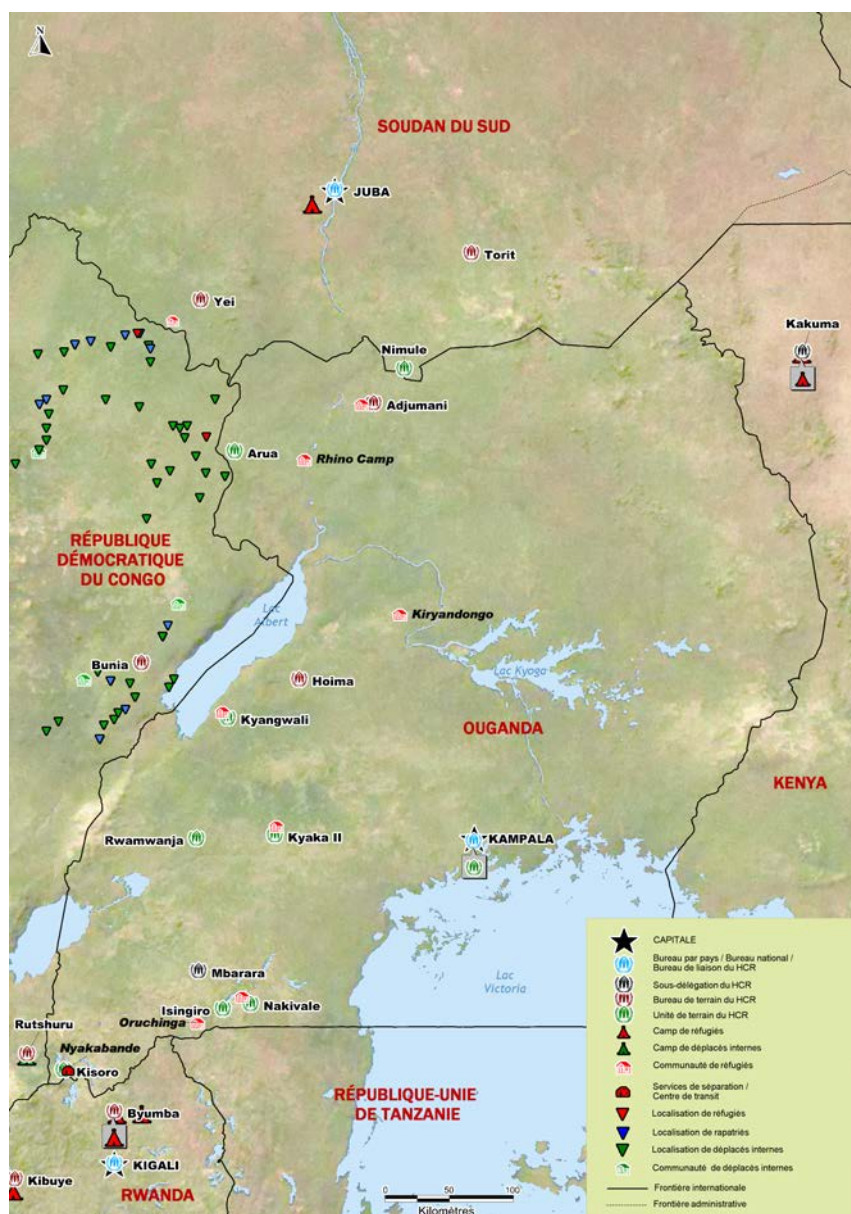 N
SOUDAN DU SUD
JUBA
Torit
Yei
Kakuma
Nimule
Adjumani
Arua
Rhino Camp
RÉPUBLIQUE
DÉMOCRATIQUE
DU CONGO
Lac
Albert
Kiryandongo
Bunia
Lac Kyoga
Hoima
Kyangwali
OUGANDA
KENYA
Rwamwanja
Kyaka II
KAMPALA
Mbarara
Lac
Victoria
Isingiro
Nakivale
Oruchinga
Rutshuru
Nyakabande
Kisoro
RÉPUBLIQUE-UNIE
DE TANZANIE
Byumba
KIGALI
Kibuye
RWANDA
0 50 100
Kilomètres
CAPITALE
Bureau par pays / Bureau national /
Bureau de liaison du HCR
Sous-délégation du HCR
Bureau de terrain du HCR
Unité de terrain du HCR
Camp de réfugiés
Camp de déplacés internes
Communauté de réfugiés
Services de séparation /
Centre de transit
Localisation de réfugiés
Localisation de rapatriés
Localisation de déplacés internes
Communauté de déplacés internes
Frontière internationale
Frontière administrative